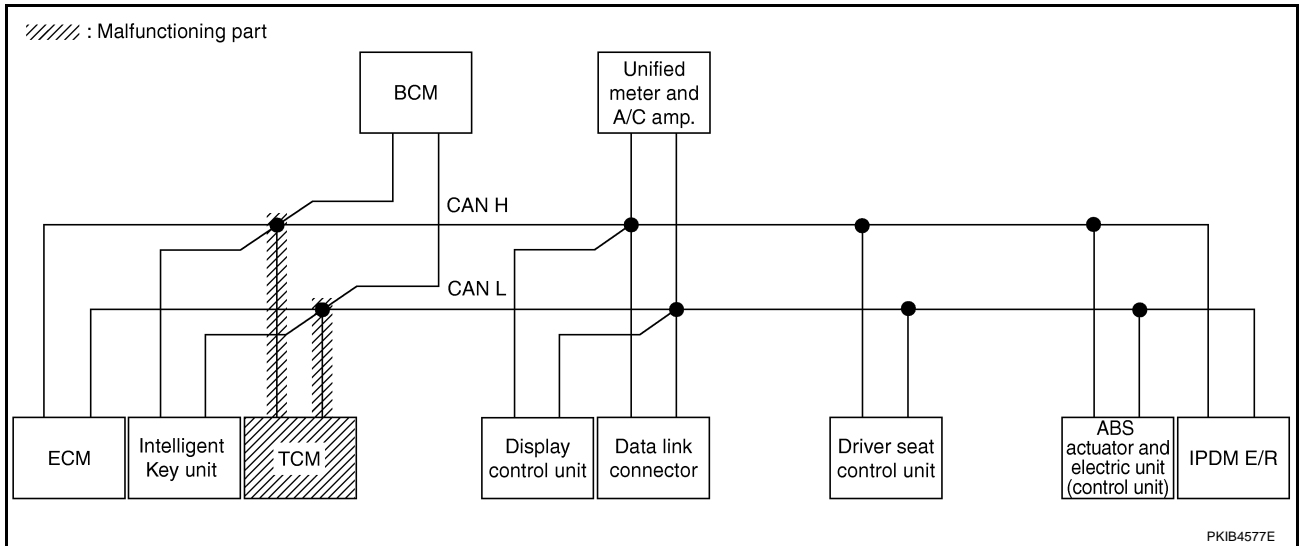 : Malfunctioning part
BCM
Unified
meter and
A/C amp.
CAN H
CAN L
ECM
Intelligent
Key unit
TCM
Display
control unit
Data link
connector
Driver seat
control unit
ABS
actuator and
electric unit
(control unit)
IPDM E/R
PKIB4577E